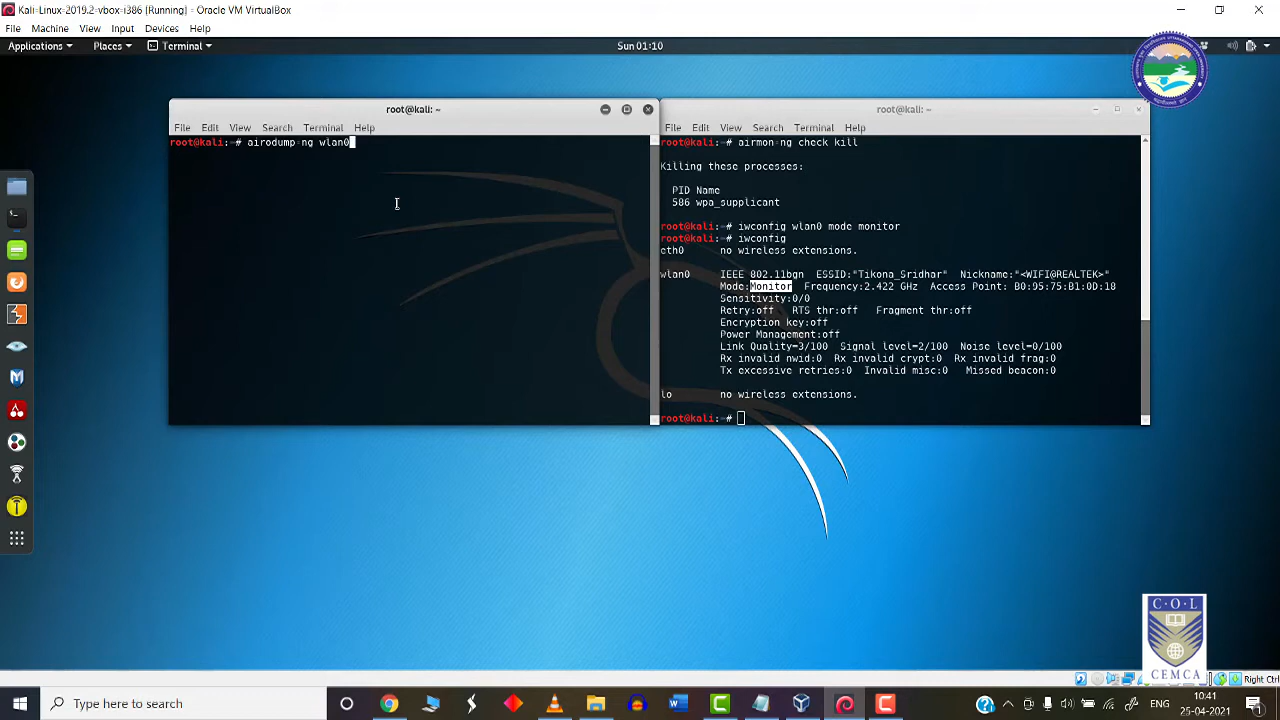 Kali-Linux-2019.2-vbox-i386 [Running] - Oracle VM VirtualBox
File Machine View Input Devices Help
Applications Places Terminal Sun 01:10
root@kali: ~
File Edit View Search Terminal Help
root@kali:~# airodump-ng wlan0
root@kali: ~
File Edit View Search Terminal Help
root@kali:~# airmon-ng check kill
Killing these processes:
PID Name
586 wpa_supplicant
root@kali:~# iwconfig wlan0 mode monitor
root@kali:~# iwconfig
eth0 no wireless extensions.
wlan0 IEEE 802.11bgn ESSID:"Tikona_Sridhar" Nickname:"<WIFI@REALTEK>"
Mode:Monitor Frequency:2.422 GHz Access Point: B0:95:75:B1:0D:18
Sensitivity:0/0
Retry:off RTS thr:off Fragment thr:off
Encryption key:off
Power Management:off
Link Quality=3/100 Signal level=2/100 Noise level=0/100
Rx invalid nwid:0 Rx invalid crypt:0 Rx invalid frag:0
Tx excessive retries:0 Invalid misc:0 Missed beacon:0
lo no wireless extensions.
root@kali:~#
C·O·L
CEMCA
Right Ctrl
Type here to search
10:41
25-04-2021